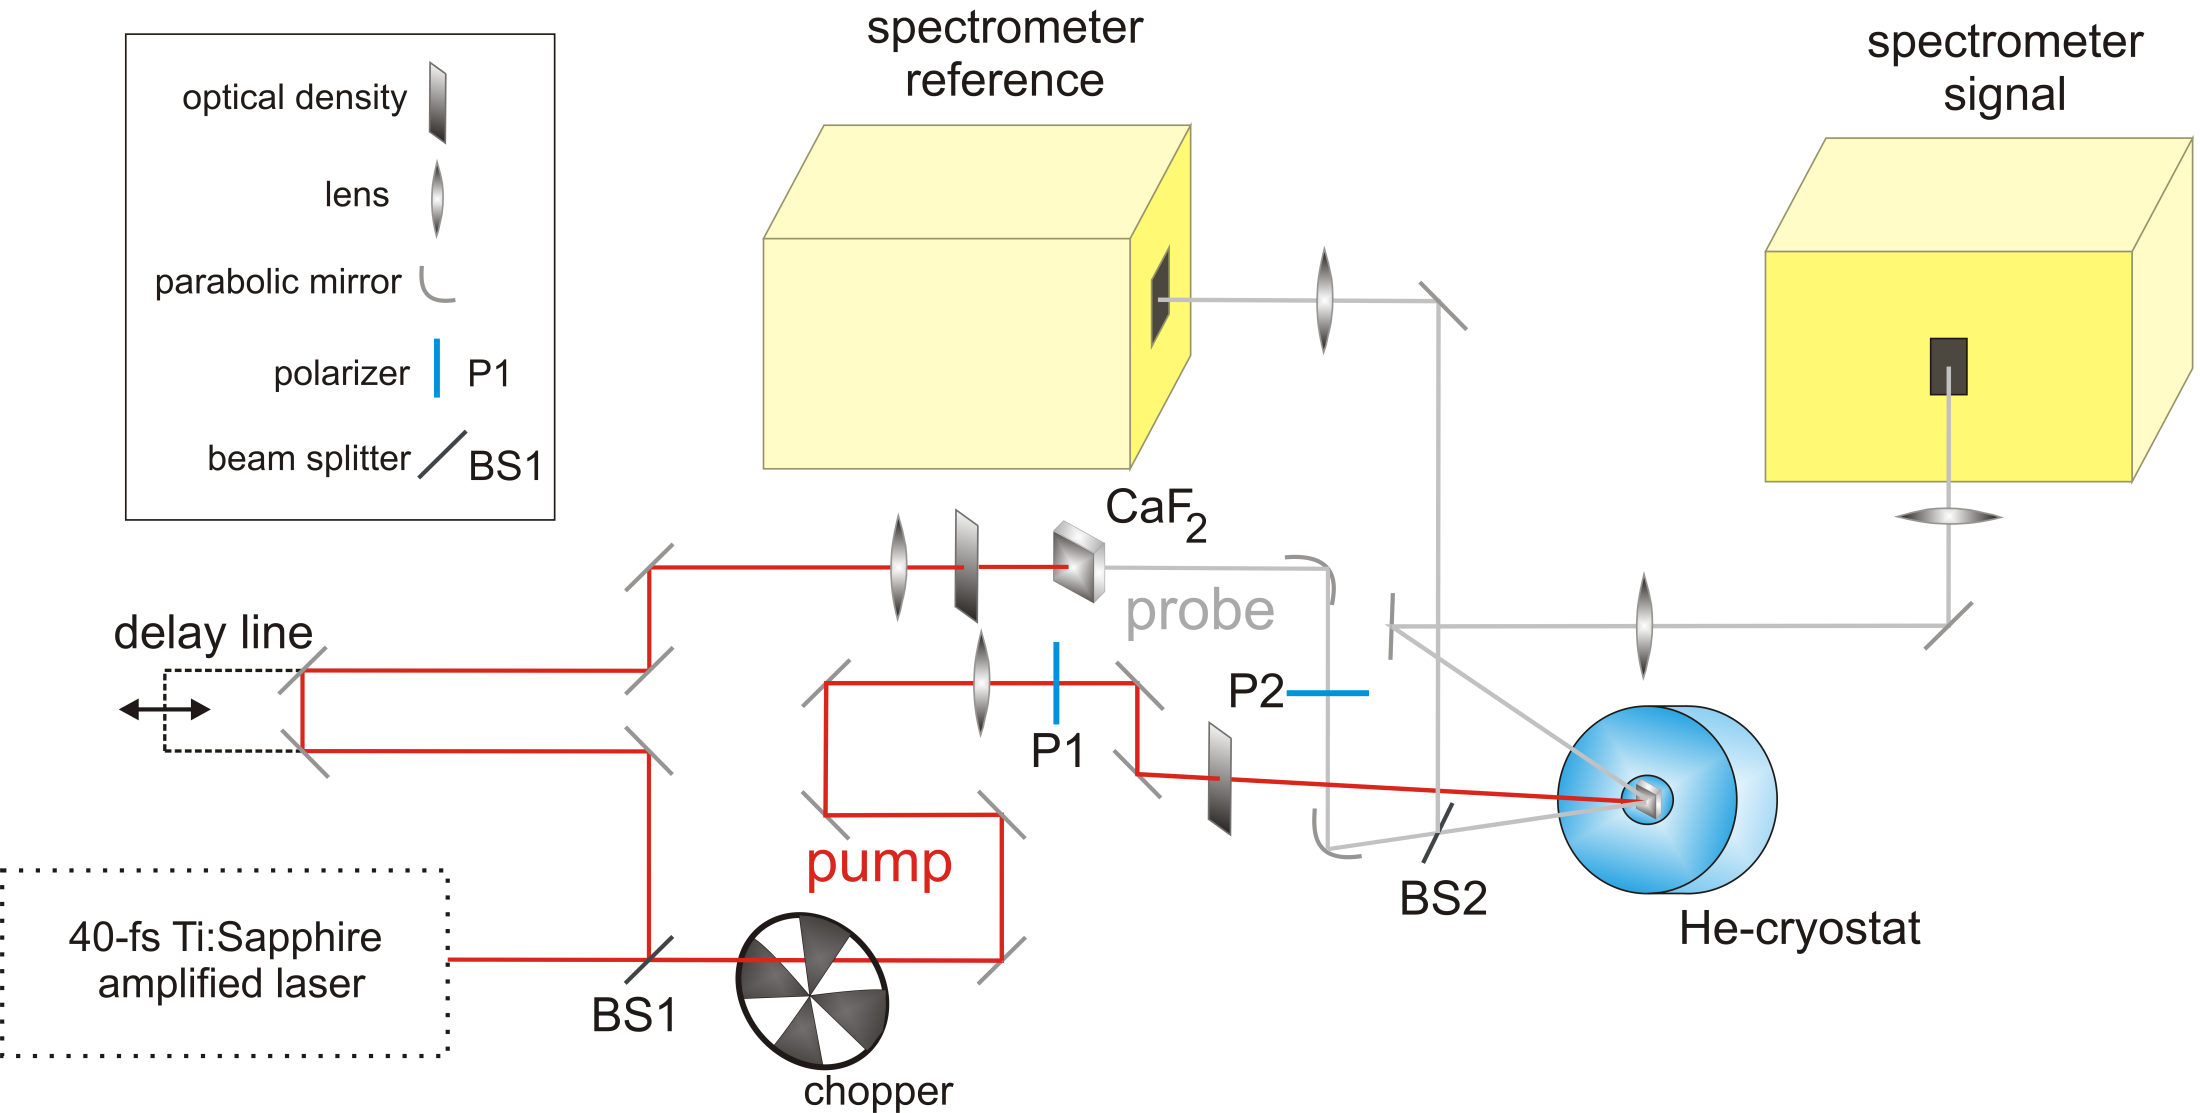 spectrometer
reference
spectrometer
signal
optical density
lens
parabolic mirror
polarizer P1
beam splitter BS1
CaF2
probe
delay line
P2
P1
pump
BS2
He-cryostat
40-fs Ti:Sapphire
amplified laser
BS1
chopper